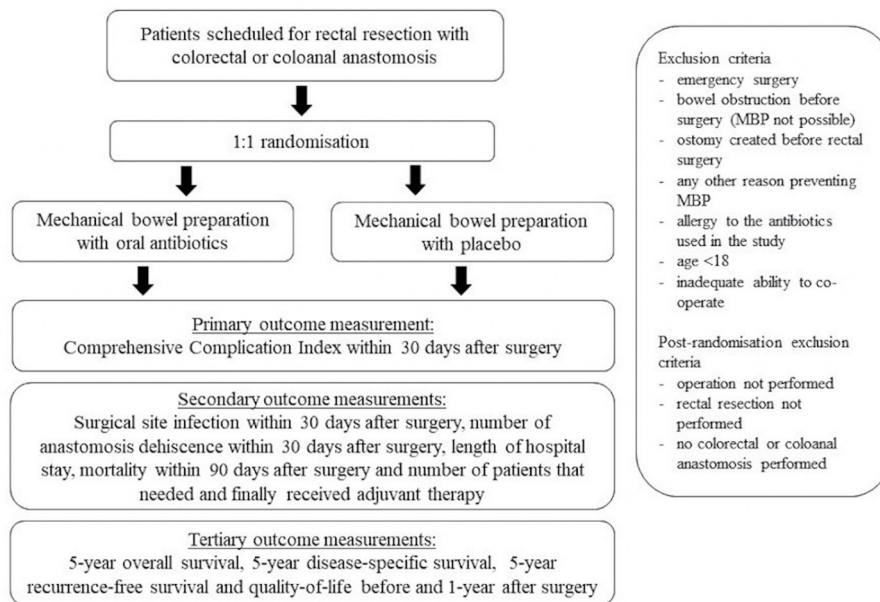 Patients scheduled for rectal resection with
colorectal or coloanal anastomosis
1:1 randomisation
Mechanical bowel preparation
with oral antibiotics
Mechanical bowel preparation
with placebo
Primary outcome measurement:
Comprehensive Complication Index within 30 days after surgery
Secondary outcome measurements:
Surgical site infection within 30 days after surgery, number of
anastomosis dehiscence within 30 days after surgery, length of hospital
stay, mortality within 90 days after surgery and number of patients that
needed and finally received adjuvant therapy
Tertiary outcome measurements:
5-year overall survival, 5-year disease-specific survival, 5-year
recurrence-free survival and quality-of-life before and 1-year after surgery
Exclusion criteria
- emergency surgery
- bowel obstruction before
surgery (MBP not possible)
- ostomy created before rectal
surgery
- any other reason preventing
MBP
- allergy to the antibiotics
used in the study
- age <18
- inadequate ability to co-
operate
Post-randomisation exclusion
criteria
- operation not performed
- rectal resection not
performed
- no colorectal or coloanal
anastomosis performed